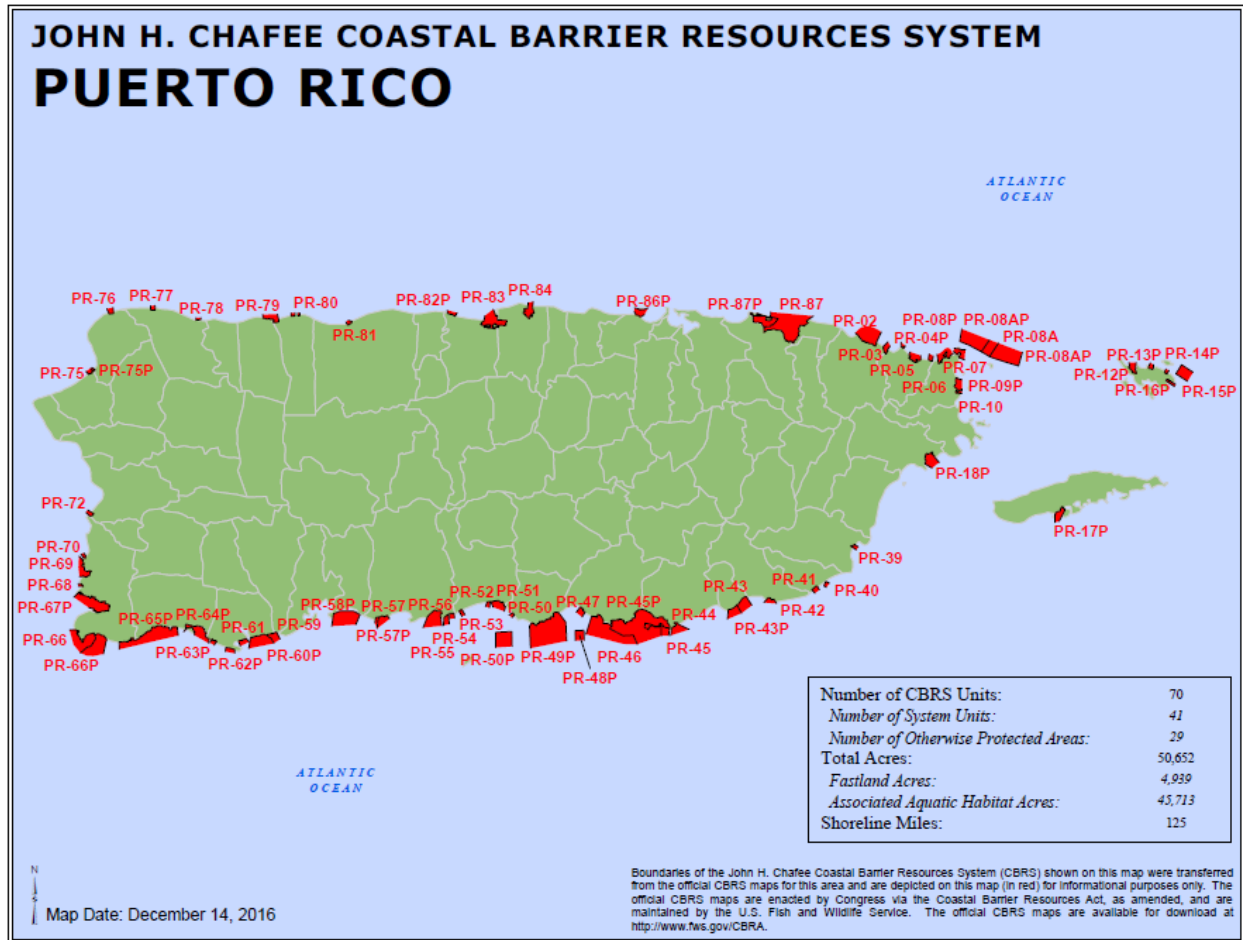 JOHN H. CHAFEE COASTAL BARRIER RESOURCES SYSTEM
PUERTO RICO
ATLANTIC
OCEAN
PR-76
PR-77
PR-78
PR-79
PR-80
PR-81
PR-82P
PR-83
PR-84
PR-86P
PR-87P
PR-87
PR-02
PR-03
PR-04P
PR-05
PR-06
PR-07
PR-08P
PR-08AP
PR-08A
PR-08AP
PR-09P
PR-10
PR-12P
PR-13P
PR-14P
PR-15P
PR-16P
PR-75
PR-75P
PR-18P
PR-17P
PR-72
PR-70
PR-69
PR-68
PR-67P
PR-66
PR-66P
PR-65P
PR-64P
PR-63P
PR-62P
PR-61
PR-60P
PR-59
PR-58P
PR-57
PR-57P
PR-56
PR-55
PR-54
PR-53
PR-52
PR-51
PR-50
PR-50P
PR-49P
PR-48P
PR-47
PR-46
PR-45P
PR-45
PR-44
PR-43
PR-43P
PR-42
PR-41
PR-40
PR-39
ATLANTIC
OCEAN
Number of CBRS Units: 70
Number of System Units: 41
Number of Otherwise Protected Areas: 29
Total Acres: 50,652
Fastland Acres: 4,939
Associated Aquatic Habitat Acres: 45,713
Shoreline Miles: 125
N
Map Date: December 14, 2016
Boundaries of the John H. Chafee Coastal Barrier Resources System (CBRS) shown on this map were transferred
from the official CBRS maps for this area and are depicted on this map (in red) for informational purposes only. The
official CBRS maps are enacted by Congress via the Coastal Barrier Resources Act, as amended, and are
maintained by the U.S. Fish and Wildlife Service. The official CBRS maps are available for download at
http://www.fws.gov/CBRA.